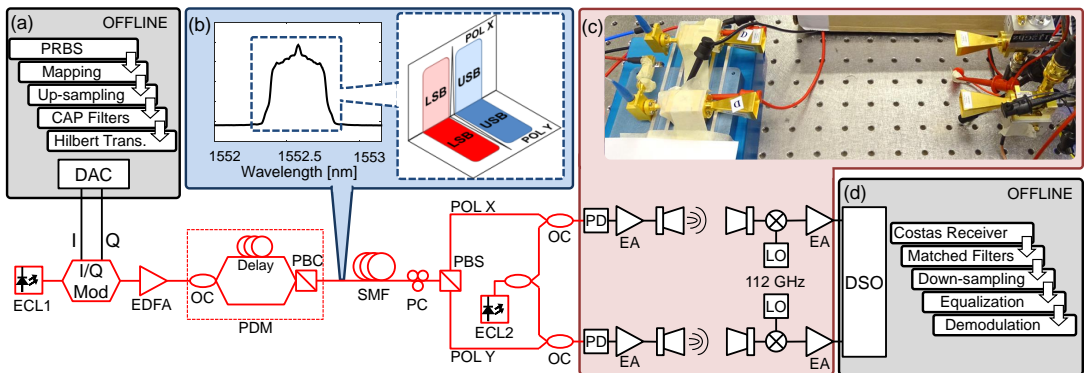 (a)
OFFLINE
PRBS
Mapping
Up-sampling
CAP Filters
Hilbert Trans.
DAC
I
Q
I/Q
Mod
ECL1
EDFA
OC
Delay
PBC
PDM
(b)
1552
1552.5
1553
Wavelength [nm]
POL X
LSB
USB
LSB
USB
POL Y
SMF
PC
PBS
POL X
POL Y
ECL2
OC
OC
(c)
D
D
PD
EA
LO
EA
112 GHz
PD
EA
LO
EA
(d)
OFFLINE
DSO
Costas Receiver
Matched Filters
Down-sampling
Equalization
Demodulation